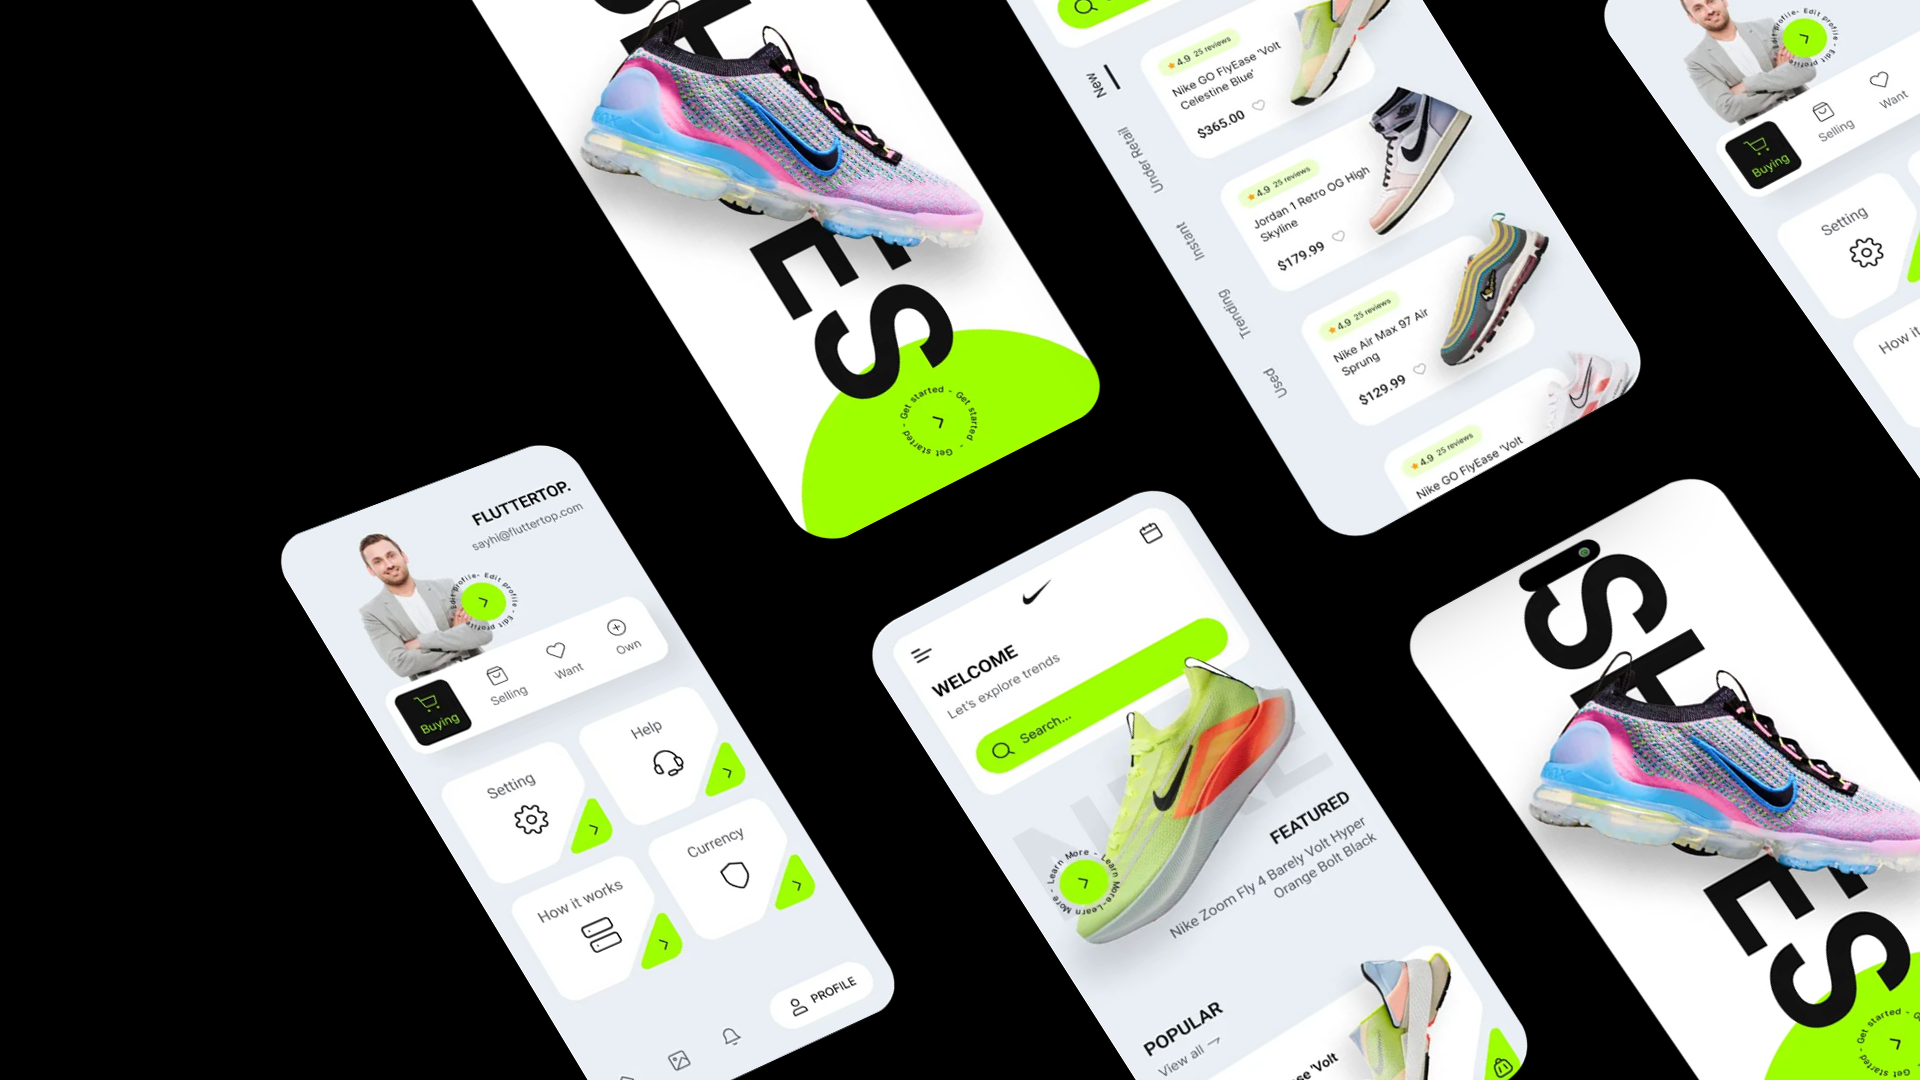 SHOES
Get started - Get started - Get started -
New
Under Retail
Instant
Trending
Used
4.9 25 reviews
Nike GO FlyEase 'Volt
Celestine Blue'
$365.00
4.9 25 reviews
Jordan 1 Retro OG High
Skyline
$179.99
4.9 25 reviews
Nike Air Max 97 Air
Sprung
$129.99
4.9 25 reviews
Nike GO FlyEase 'Volt
Edit profile - Edit profile - Edit profile -
Buying
Selling
Want
Setting
How it
FLUTTERTOP.
sayhi@fluttertop.com
Edit profile - Edit profile - Edit profile -
Buying
Selling
Want
Own
Setting
Help
How it works
Currency
PROFILE
WELCOME
Let's explore trends
Search...
NIKE
Learn More - Learn More - Learn More -
FEATURED
Nike Zoom Fly 4 Barely Volt Hyper
Orange Bolt Black
POPULAR
View all
'Volt
SHOES
Get started - Get started -